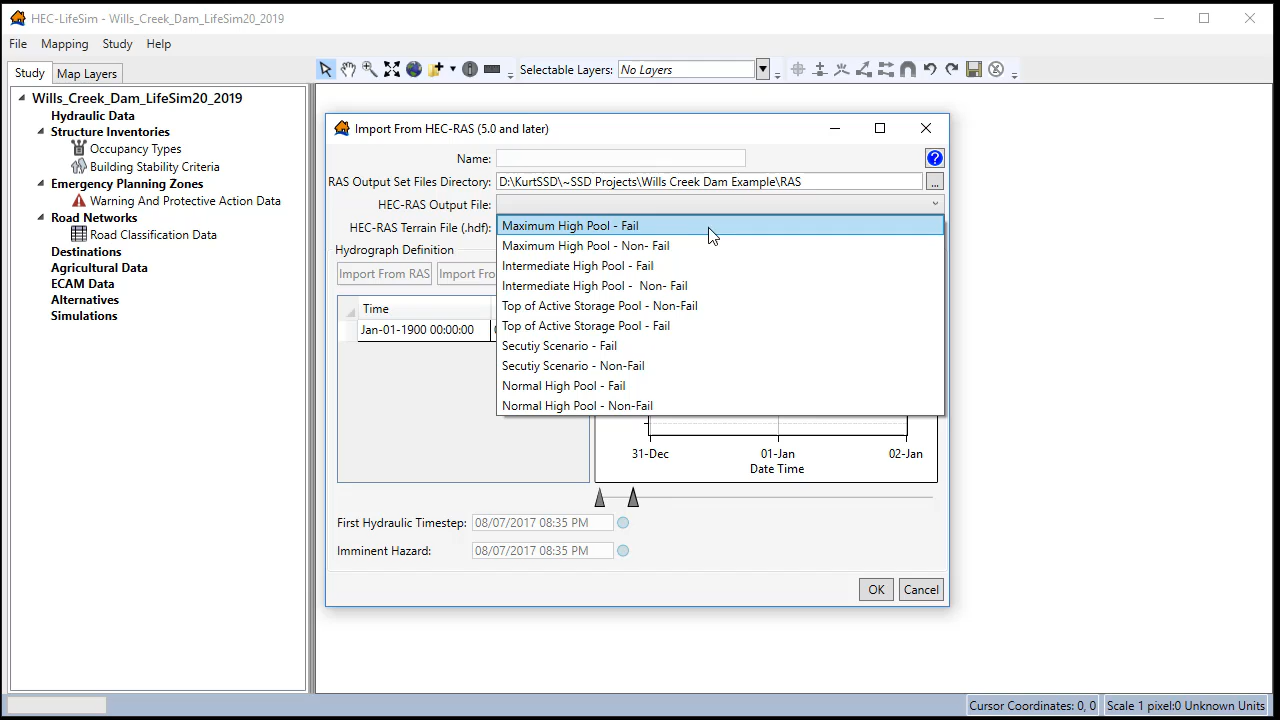 HEC-LifeSim - Wills_Creek_Dam_LifeSim20_2019
File Mapping Study Help
Study Map Layers
Selectable Layers: No Layers
Wills_Creek_Dam_LifeSim20_2019
Hydraulic Data
Structure Inventories
Occupancy Types
Building Stability Criteria
Emergency Planning Zones
Warning And Protective Action Data
Road Networks
Road Classification Data
Destinations
Agricultural Data
ECAM Data
Alternatives
Simulations
Import From HEC-RAS (5.0 and later)
Name:
?
RAS Output Set Files Directory: D:\KurtSSD\~SSD Projects\Wills Creek Dam Example\RAS ...
HEC-RAS Output File:
HEC-RAS Terrain File (.hdf):
Hydrograph Definition
Import From RAS Import Fro
Time
Jan-01-1900 00:00:00
Maximum High Pool - Fail
Maximum High Pool - Non- Fail
Intermediate High Pool - Fail
Intermediate High Pool -  Non- Fail
Top of Active Storage Pool - Non-Fail
Top of Active Storage Pool - Fail
Secutiy Scenario - Fail
Secutiy Scenario - Non-Fail
Normal High Pool - Fail
Normal High Pool - Non-Fail
31-Dec 01-Jan 02-Jan
Date Time
First Hydraulic Timestep: 08/07/2017 08:35 PM
Imminent Hazard: 08/07/2017 08:35 PM
OK Cancel
Cursor Coordinates: 0, 0 Scale 1 pixel:0 Unknown Units